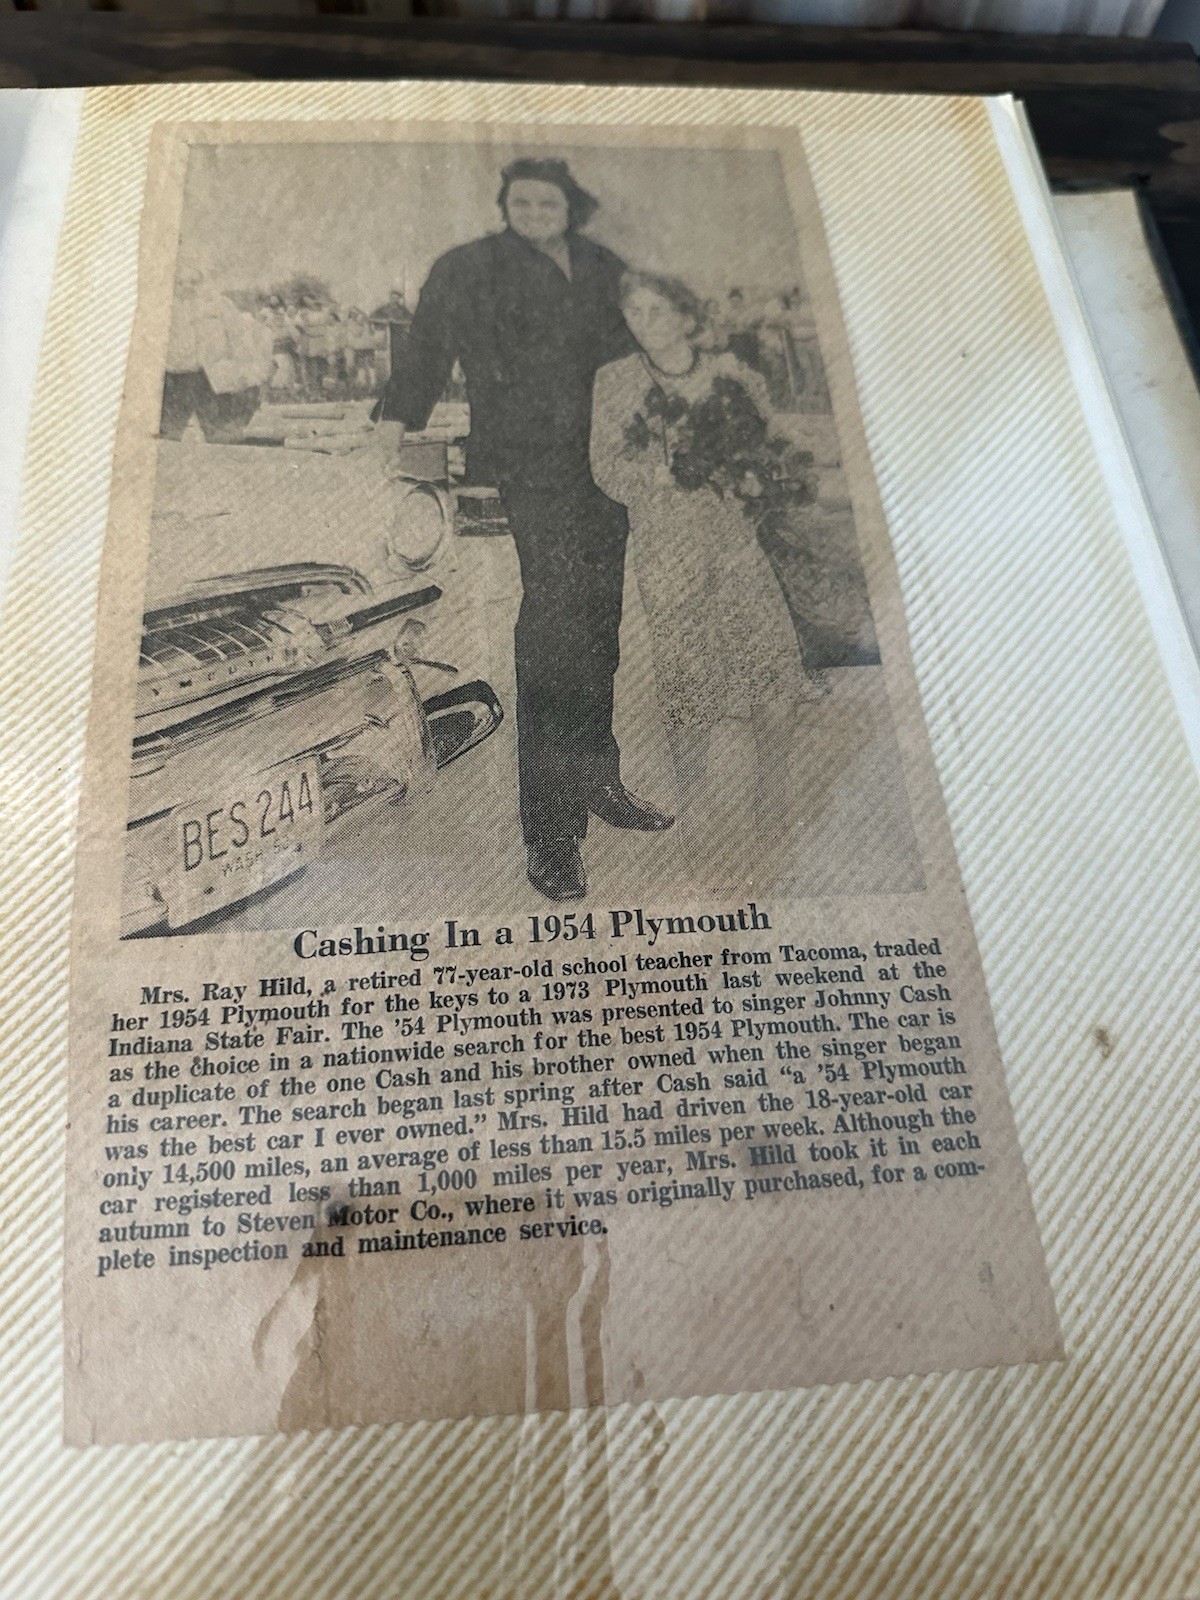 YMOUTH
BES 244
WASH
Cashing In a 1954 Plymouth
Mrs. Ray Hild, a retired 77-year-old school teacher from Tacoma, traded
her 1954 Plymouth for the keys to a 1973 Plymouth last weekend at the
Indiana State Fair. The '54 Plymouth was presented to singer Johnny Cash
as the choice in a nationwide search for the best 1954 Plymouth. The car is
a duplicate of the one Cash and his brother owned when the singer began
his career. The search began last spring after Cash said "a '54 Plymouth
was the best car I ever owned." Mrs. Hild had driven the 18-year-old car
only 14,500 miles, an average of less than 15.5 miles per week. Although the
car registered less than 1,000 miles per year, Mrs. Hild took it in each
autumn to Steven Motor Co., where it was originally purchased, for a com-
plete inspection and maintenance service.